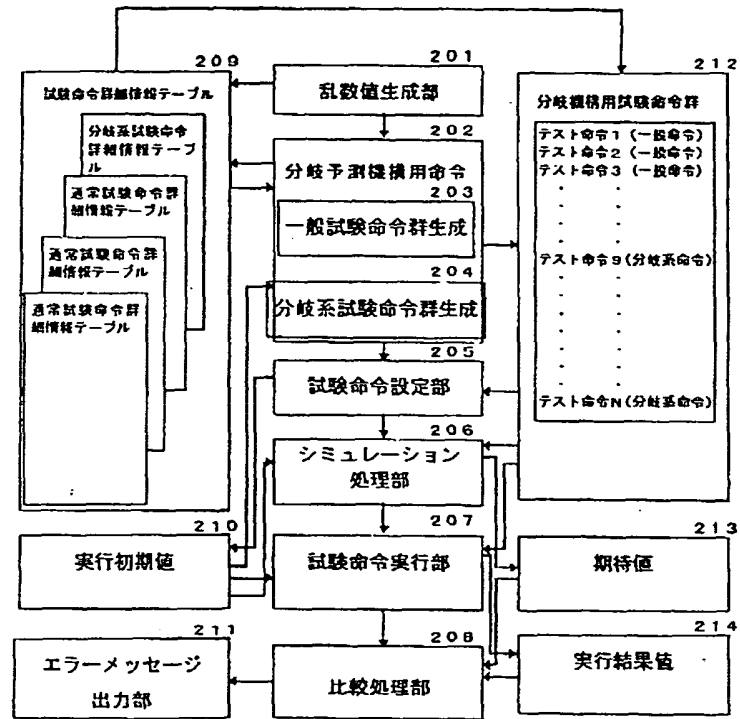 209
試験命令群細情報テーブル
分岐系試験命令
詳細情報テーブ
ル
通常試験命令群
細情報テーブル
通常試験命令詳
細情報テーブル
通常試験命令詳
細情報テーブル
201
乱数値生成部
202
分岐予測機構用命令
203
一般試験命令群生成
204
分岐系試験命令群生成
205
試験命令設定部
206
シミュレーション
処理部
207
試験命令実行部
208
比較処理部
210
実行初期値
211
エラーメッセージ
出力部
212
分岐機構用試験命令群
テスト命令1(一般命令)
テスト命令2(一般命令)
テスト命令3(一般命令)
テスト命令9(分岐系命令)
テスト命令N(分岐系命令)
213
期待値
214
実行結果値